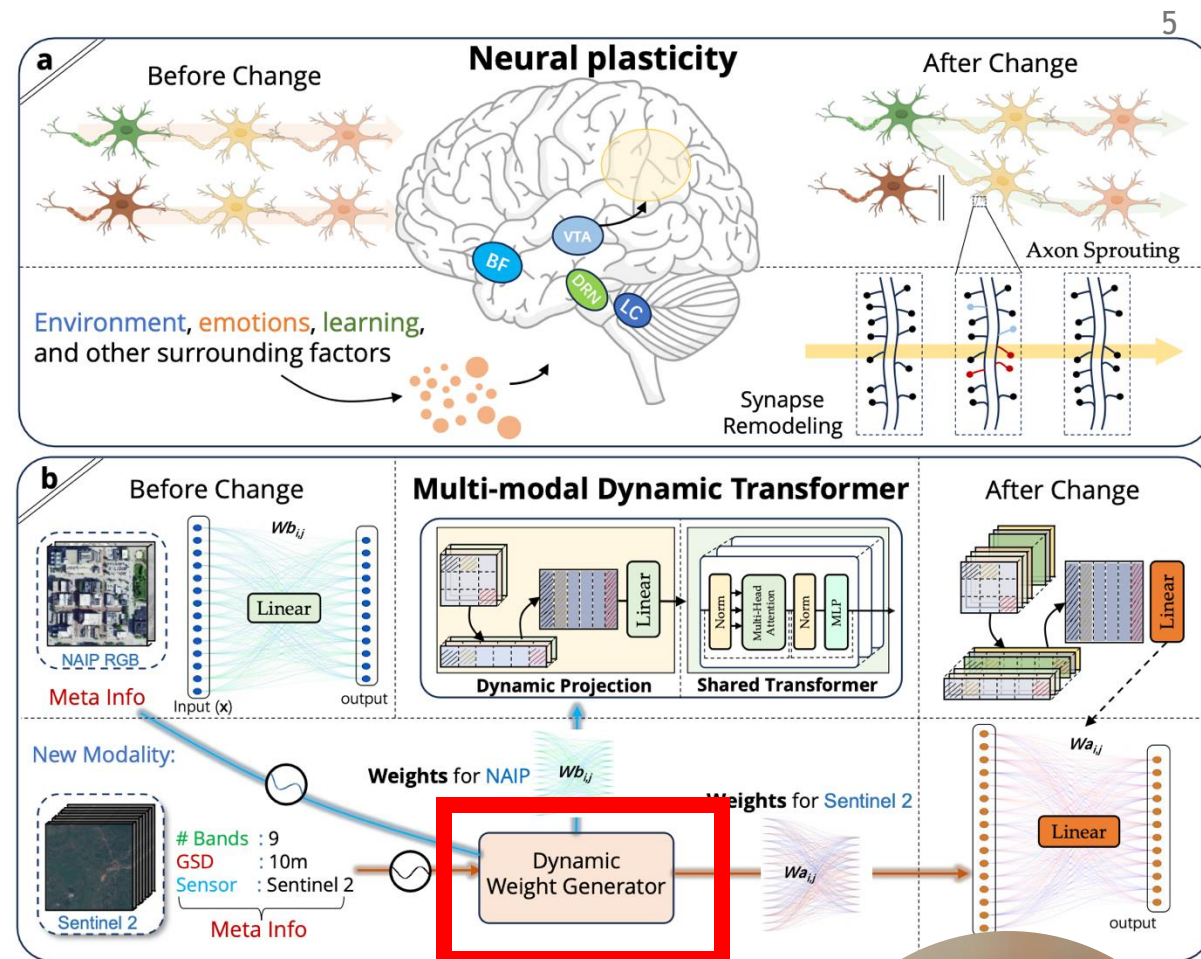 5
a
Neural plasticity
Before Change
After Change
VTA
BF
DRN
LC
Axon Sprouting
Environment, emotions, learning,
and other surrounding factors
Synapse
Remodeling
b
Before Change
Multi-modal Dynamic Transformer
After Change
Wb i,j
Linear
NAIP RGB
Meta Info
Input (x)
output
Linear
Dynamic Projection
Norm
Multi-Head
Attention
Norm
MLP
Shared Transformer
Linear
New Modality:
Weights for NAIP
Wb i,j
Weights for Sentinel 2
Wa i,j
# Bands : 9
GSD : 10m
Sensor : Sentinel 2
Sentinel 2
Meta Info
Dynamic
Weight Generator
Wa i,j
Linear
output